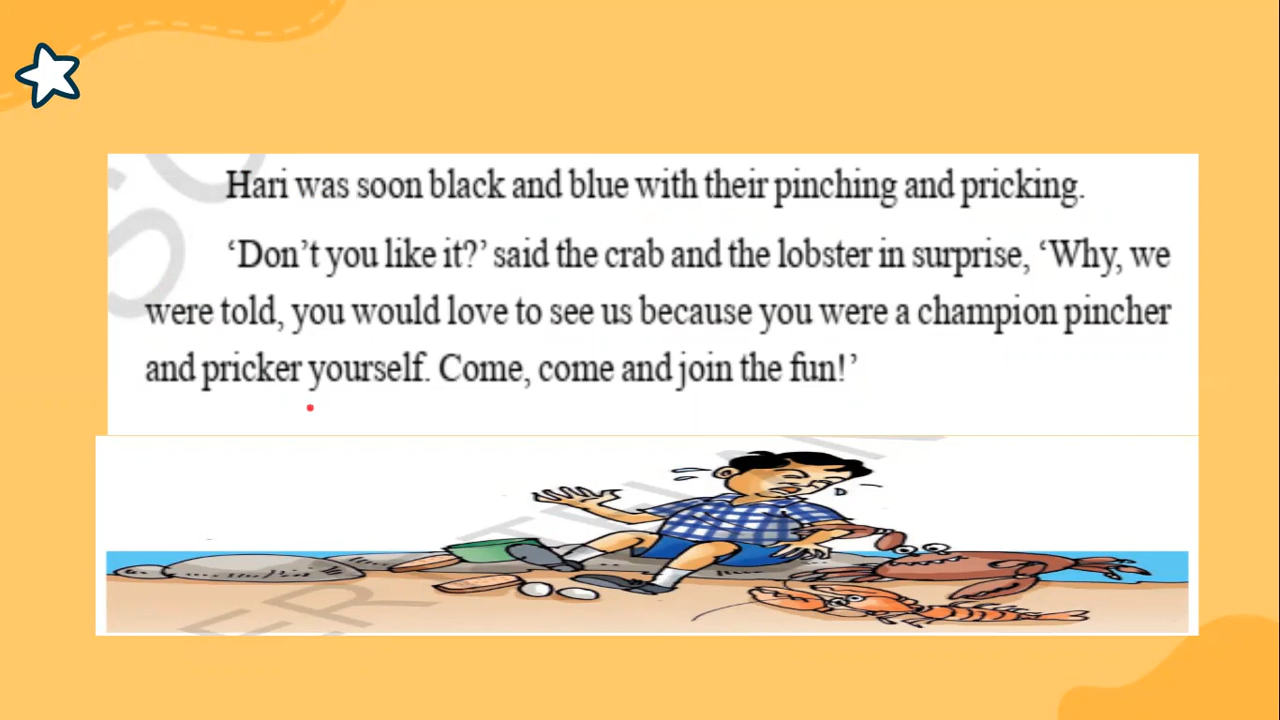 Hari was soon black and blue with their pinching and pricking.
‘Don’t you like it?’ said the crab and the lobster in surprise, ‘Why, we
were told, you would love to see us because you were a champion pincher
and pricker yourself. Come, come and join the fun!’